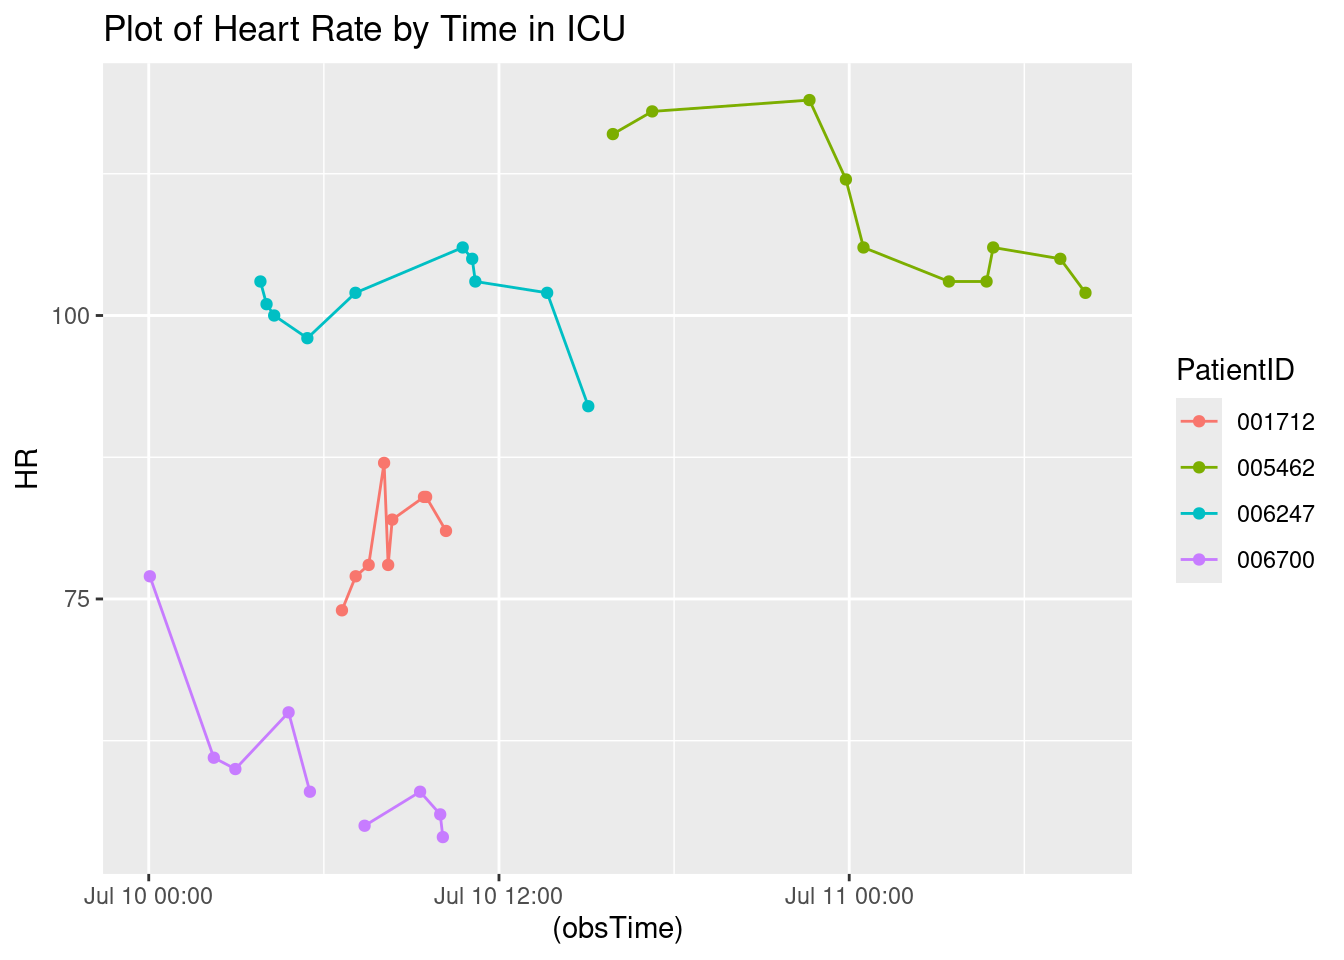 Plot of Heart Rate by Time in ICU
HR
100
75
Jul 10 00:00
Jul 10 12:00
Jul 11 00:00
(obsTime)
PatientID
001712
005462
006247
006700